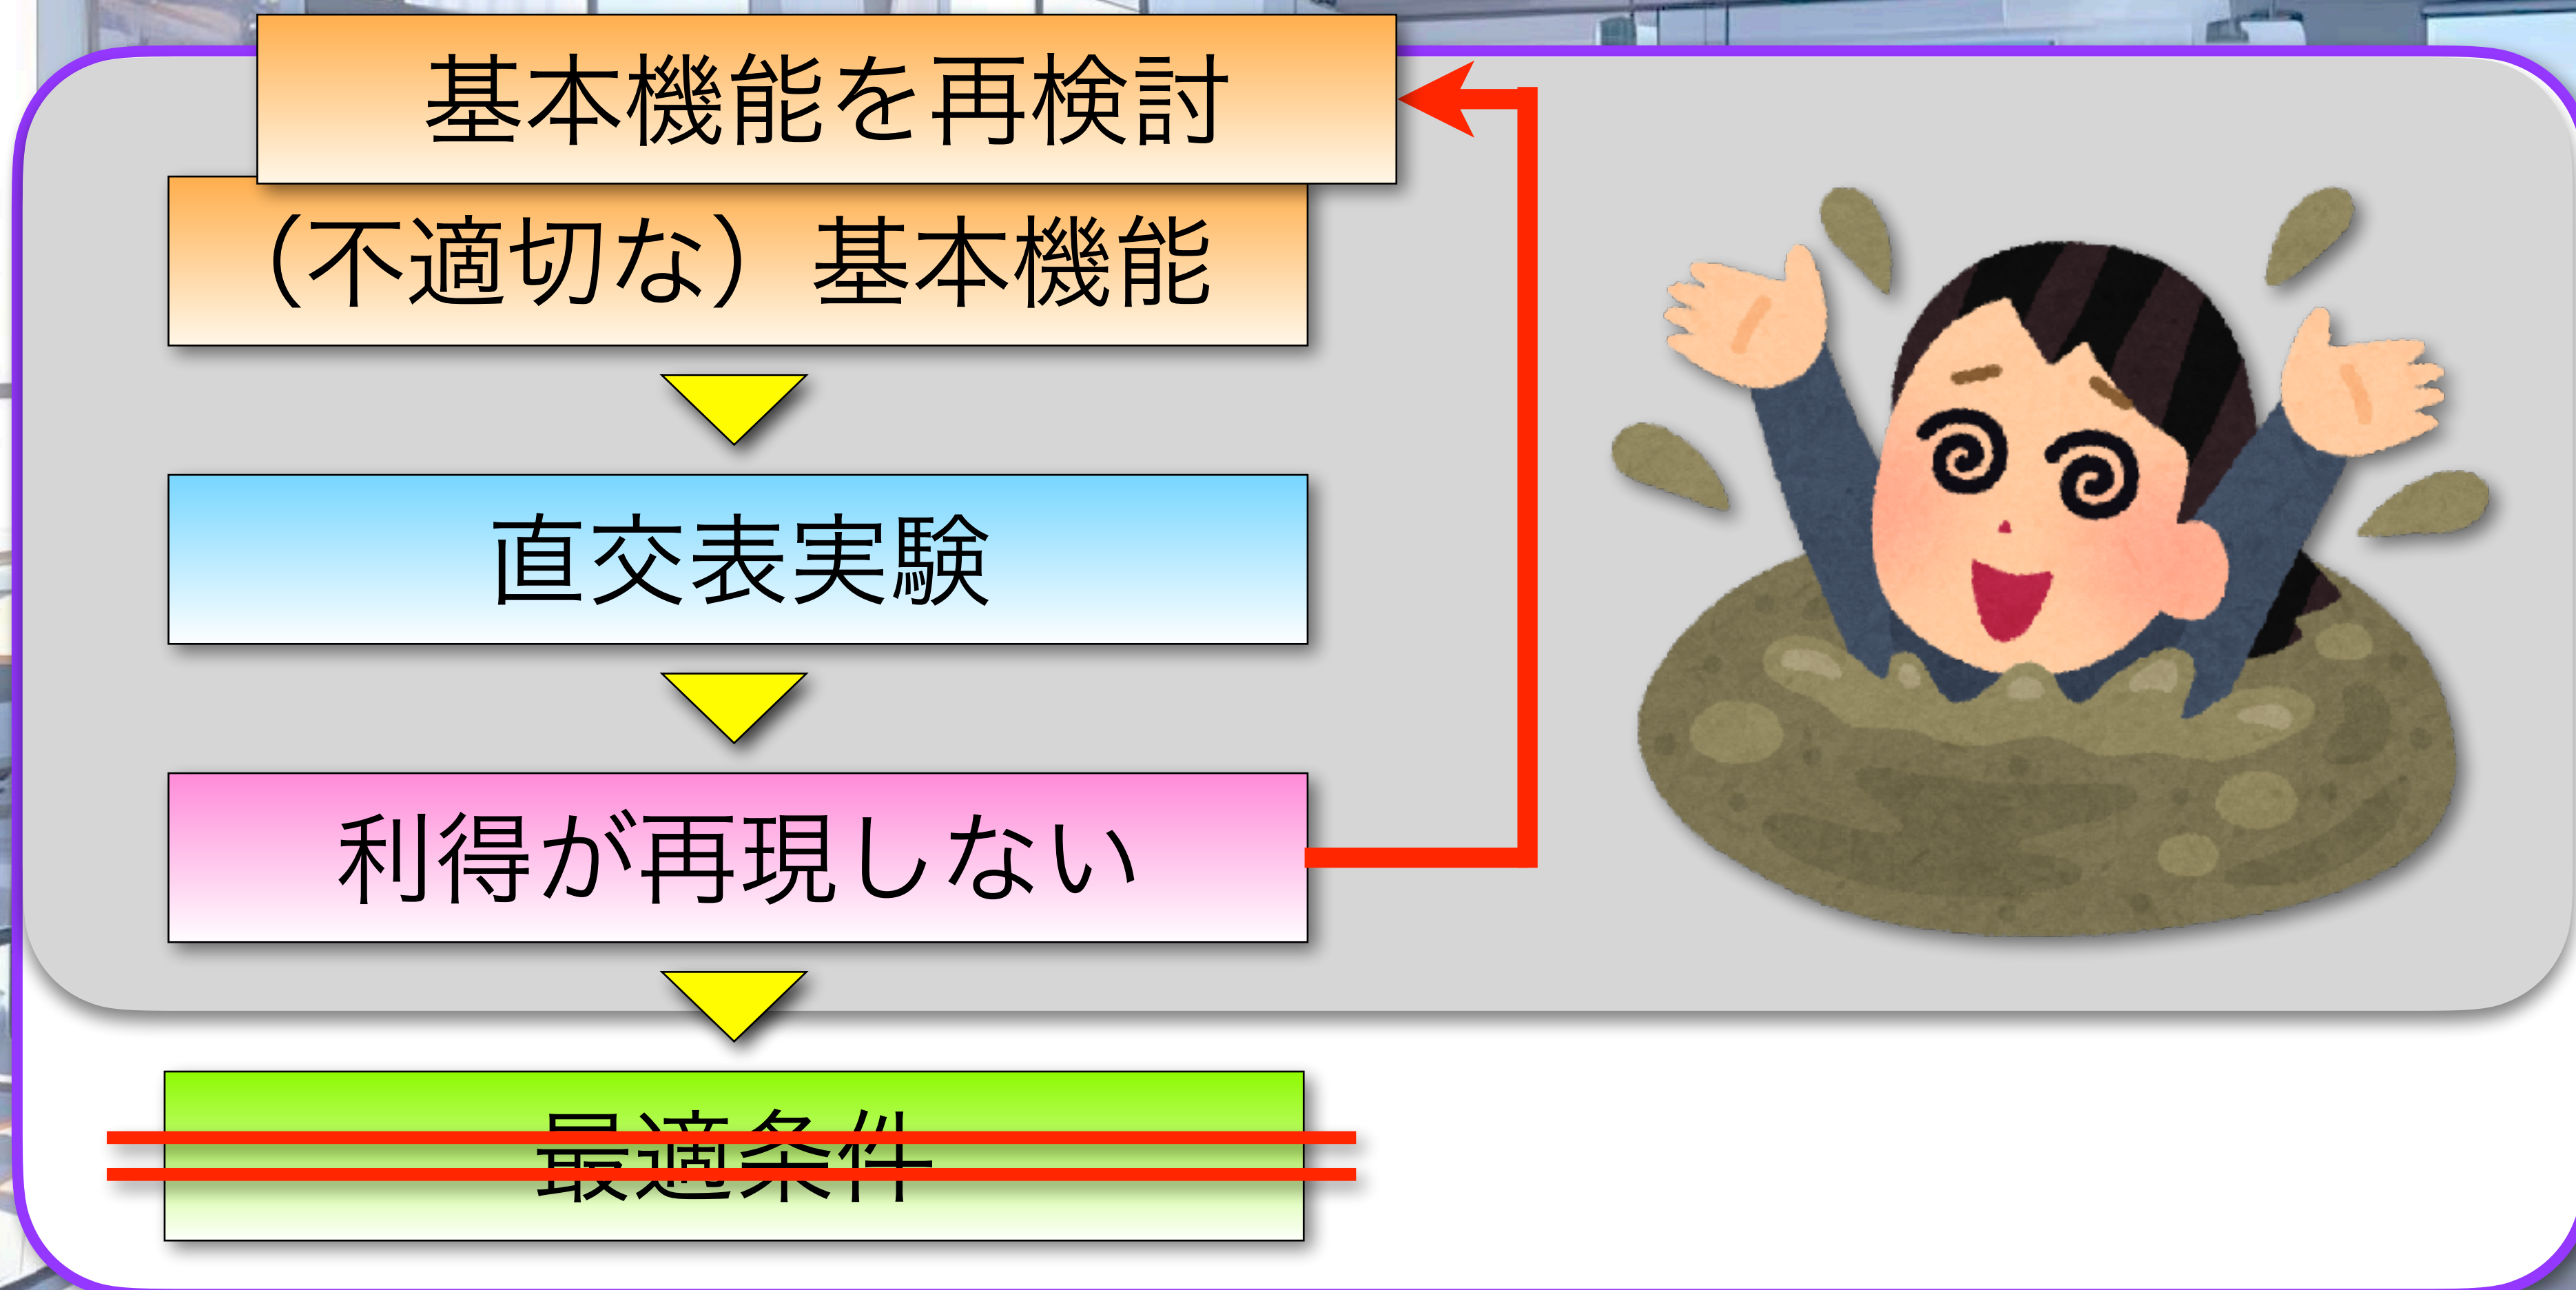 基本機能を再検討
（不適切な）基本機能
直交表実験
利得が再現しない
最適条件